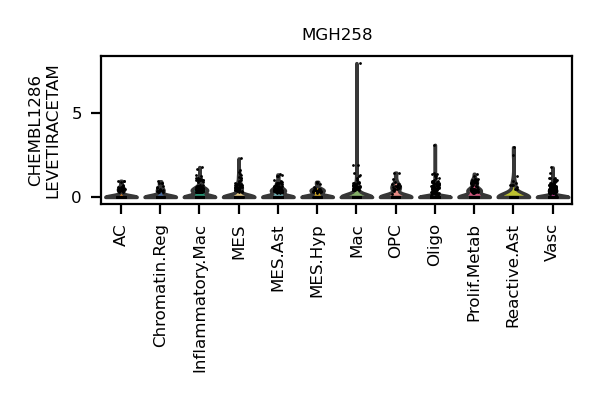 MGH258
CHEMBL1286
LEVETIRACETAM
5
0
AC
Chromatin.Reg
Inflammatory.Mac
MES
MES.Ast
MES.Hyp
Mac
OPC
Oligo
Prolif.Metab
Reactive.Ast
Vasc